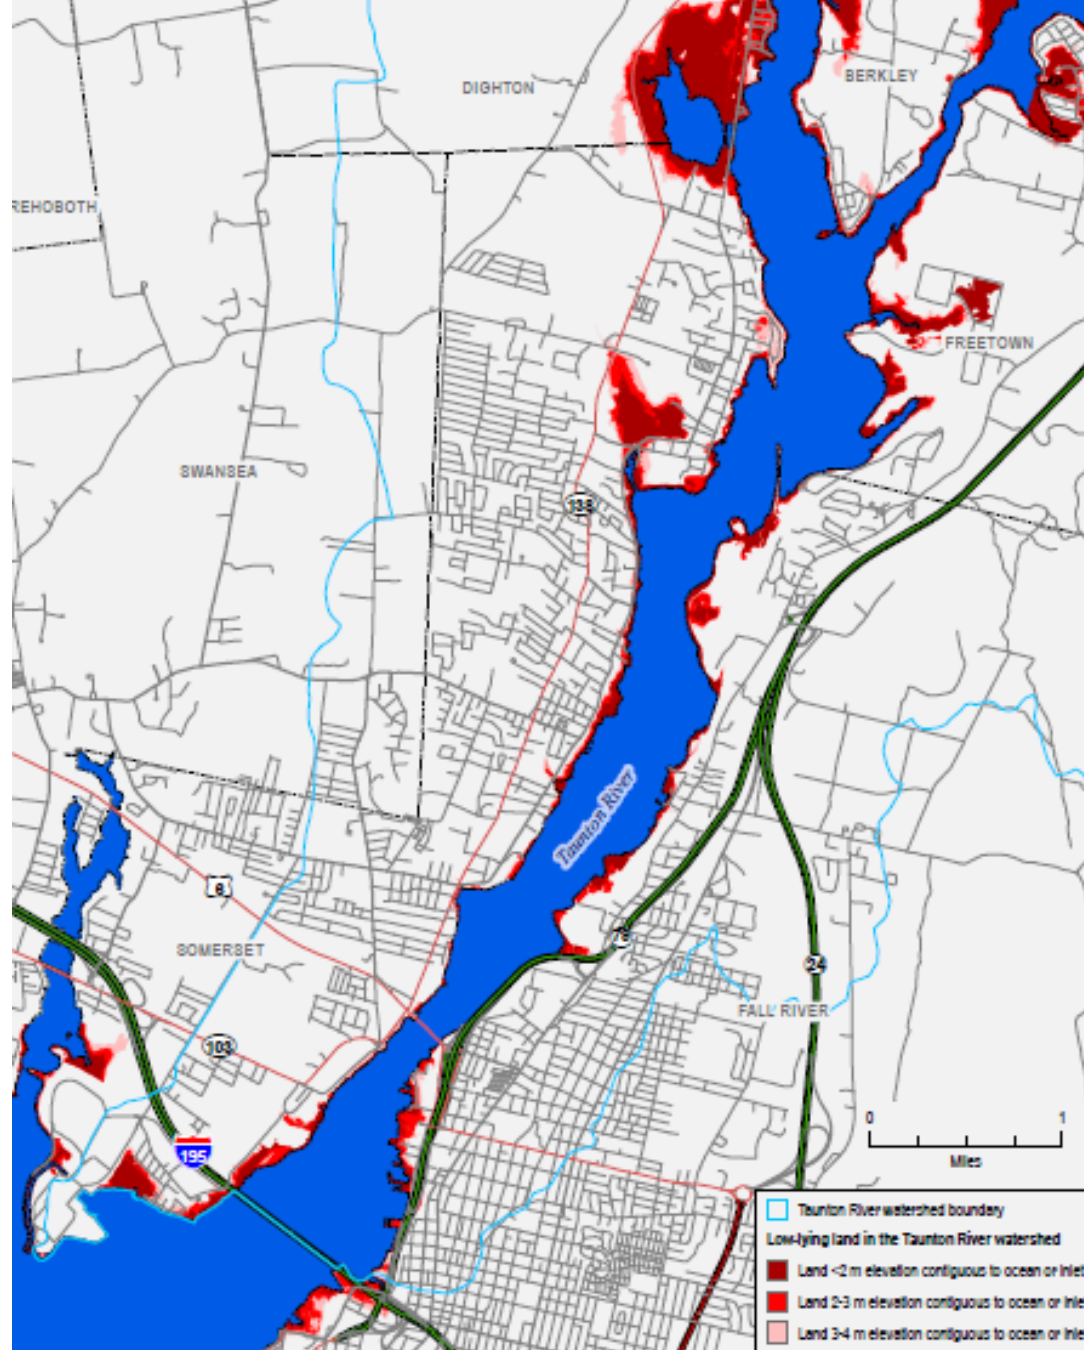 DIGHTON
BERKLEY
REHOBOTH
FREETOWN
SWANSEA
138
Taunton River
6
SOMERSET
79
24
FALL RIVER
103
195
0 1
Miles
Taunton River watershed boundary
Low-lying land in the Taunton River watershed
Land <2 m elevation contiguous to ocean or inlet
Land 2-3 m elevation contiguous to ocean or inle
Land 3-4 m elevation contiguous to ocean or inle